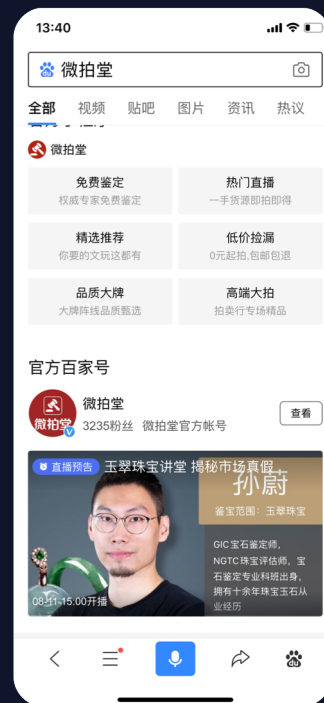 13:40
微拍堂
全部 视频 贴吧 图片 资讯 热议
微拍堂
免费鉴定 热门直播
权威专家免费鉴定 一手货源即拍即得
精选推荐 低价捡漏
你要的文玩这都有 0元起拍,包邮包退
品质大牌 高端大拍
大牌阵线品质甄选 拍卖行专场精品
官方百家号
微拍堂
微拍堂
3235粉丝 微拍堂官方帐号
查看
直播预告 玉翠珠宝讲堂 揭秘市场真假
孙蔚
鉴宝范围：玉翠珠宝
GIC宝石鉴定师,
NGTC珠宝评估师，宝
石鉴定专业科班出身,
拥有十余年珠宝玉石从
业经历
08-11 15:00开播
du